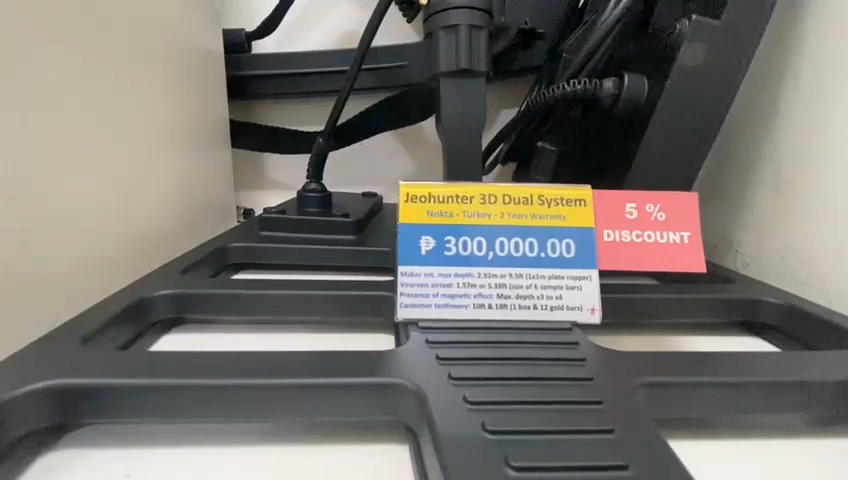 Jeohunter 3D Dual System
Nokta - Turkey - 2 Years Warranty
₱ 300,000.00
Maker est. max depth: 2.92m or 9.5ft (1x1m plate copper)
Vourvon airtest: 1.57m or 5.18ft (size of 6 sample bars)
Presence of magnetic effect: Max. depth x3 to x4
Customer testimony: 10ft & 18ft (1 box & 12 gold bars)
5 %
DISCOUNT